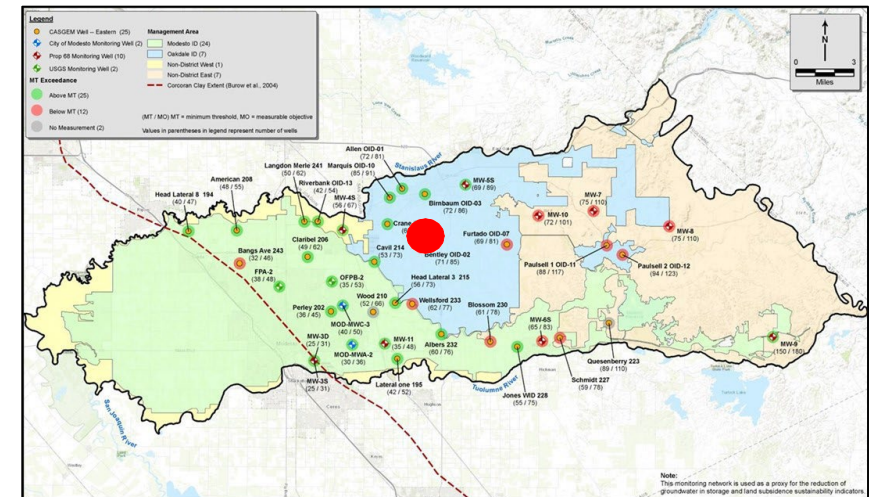 Legend
CASGEM Well – Eastern (25)
City of Modesto Monitoring Well (2)
Prop 68 Monitoring Well (10)
USGS Monitoring Well (2)
MT Exceedance
Above MT (25)
Below MT (12)
No Measurement (2)
Management Area
Modesto ID (24)
Oakdale ID (7)
Non-District West (1)
Non-District East (7)
Corcoran Clay Extent (Burow et al., 2004)
(MT / MO) MT = minimum threshold, MO = measurable objective
Values in parentheses in legend represent number of wells
N
0 3
Miles
Allen OID-01
(72 / 81)
Stanislaus River
Langdon Merle 241
(50 / 62)
Marquis OID-10
(85 / 91)
American 208
(48 / 55)
Riverbank OID-13
(42 / 54)
MW-5S
(69 / 89)
Head Lateral 8 194
(40 / 47)
MW-4S
(56 / 67)
Birnbaum OID-03
(72 / 86)
MW-7
(75 / 110)
MW-10
(72 / 101)
Crane
MW-8
(75 / 110)
Claribel 206
(49 / 62)
Furtado OID-07
(69 / 81)
Bangs Ave 243
(32 / 46)
Cavil 214
(53 / 73)
Bentley OID-02
(71 / 85)
Paulsell 1 OID-11
(88 / 117)
Paulsell 2 OID-12
(94 / 123)
FPA-2
(38 / 48)
OFPB-2
(35 / 53)
Head Lateral 3 215
(56 / 73)
Wood 210
(52 / 66)
Wellsford 233
(62 / 77)
Blossom 230
(61 / 78)
Perley 202
(36 / 45)
MOD-MWC-3
(40 / 50)
MW-6S
(65 / 83)
MW-3D
(25 / 31)
MW-11
(35 / 48)
Albers 232
(60 / 76)
MW-9
(150 / 180)
MOD-MWA-2
(30 / 36)
Quesenberry 223
(89 / 110)
MW-3S
(25 / 31)
Lateral one 195
(42 / 52)
Tuolumne River
Jones WID 228
(55 / 75)
Schmidt 227
(59 / 78)
San Joaquin River
Note:
This monitoring network is used as a proxy for the reduction of
groundwater in storage and land subsidence sustainability indicators.